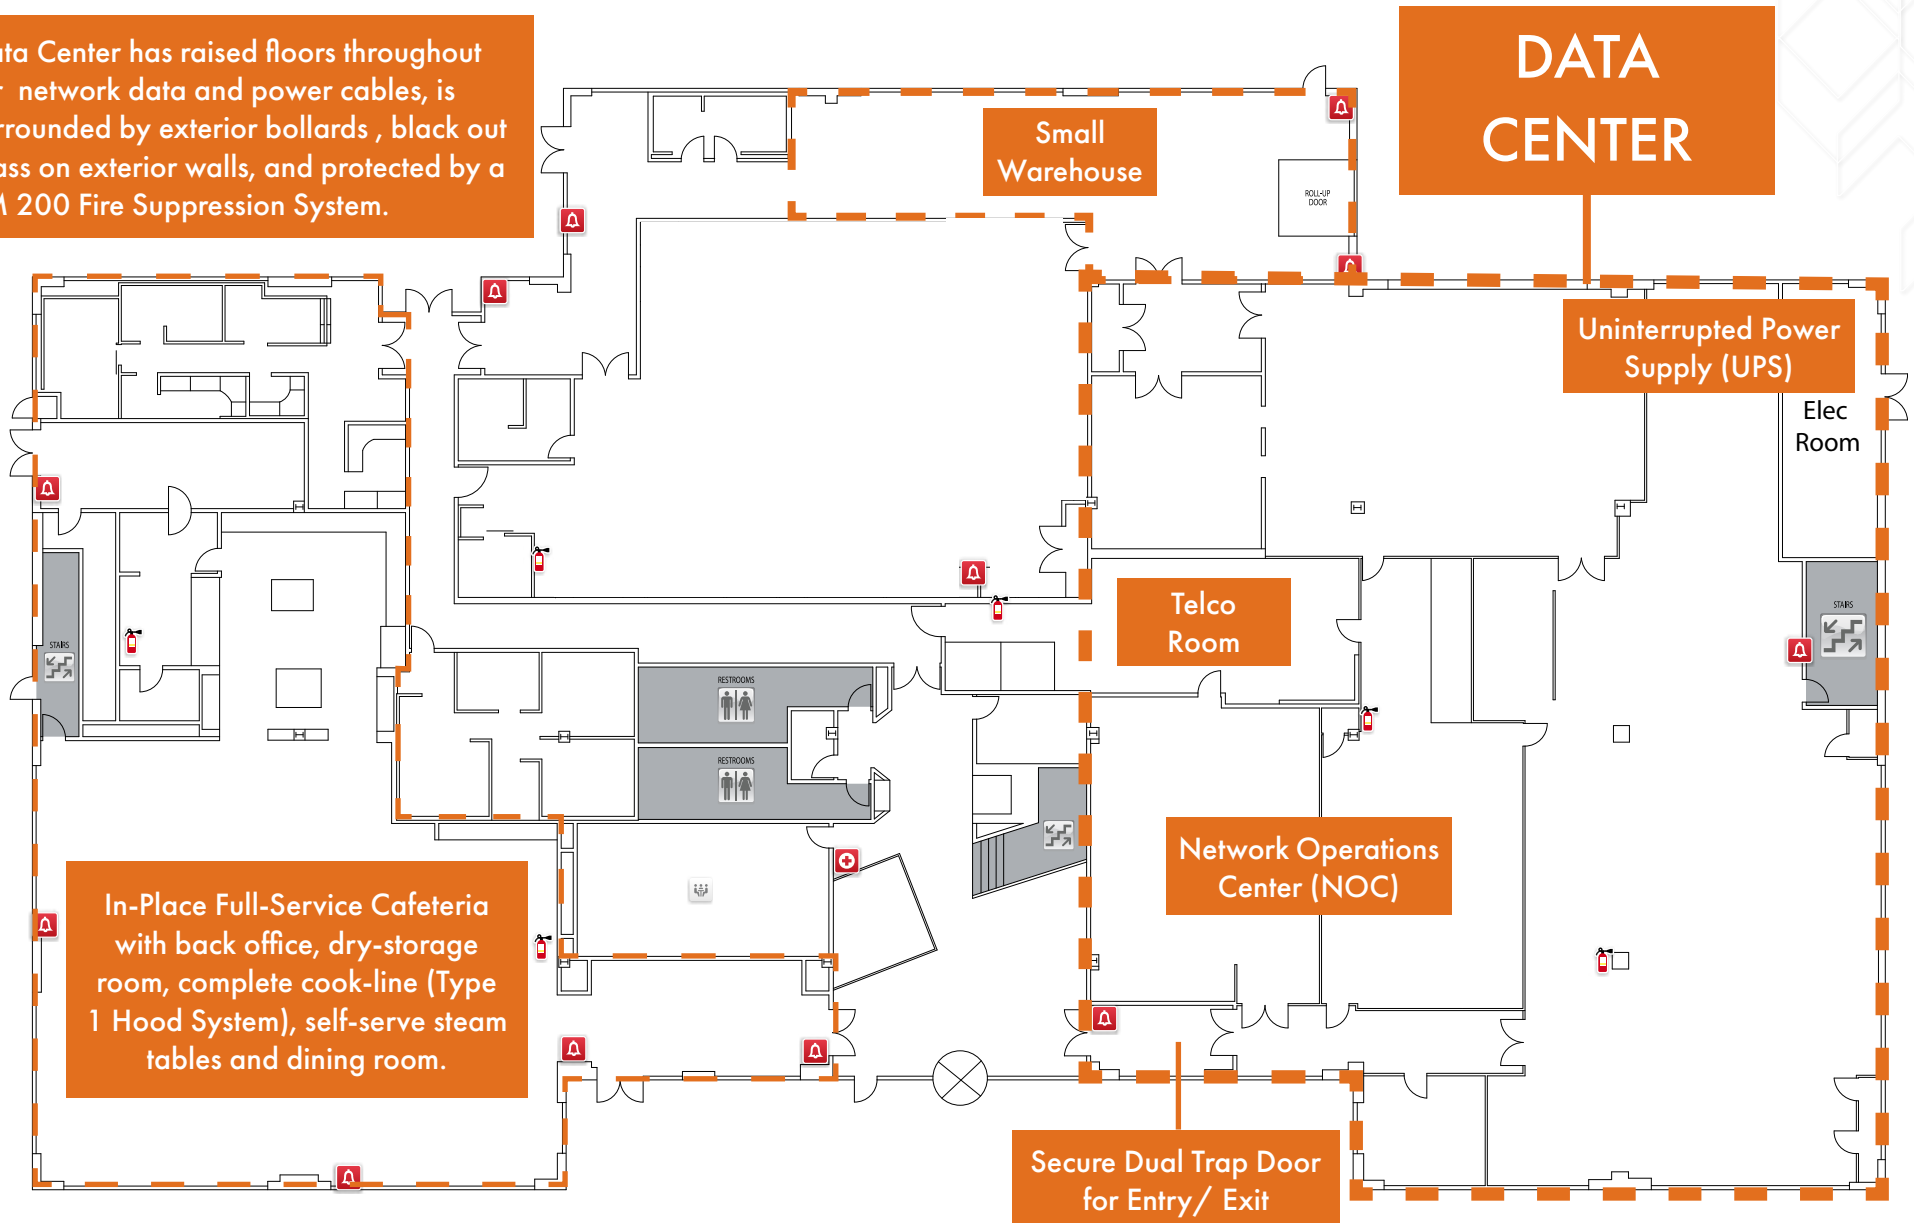 ata Center has raised floors throughout
network data and power cables, is
rrounded by exterior bollards , black out
ass on exterior walls, and protected by a
200 Fire Suppression System.
DATA
CENTER
Small
Warehouse
ROLL-UP
DOOR
Uninterrupted Power
Supply (UPS)
Elec
Room
Telco
Room
STAIRS
STAIRS
RESTROOMS
RESTROOMS
Network Operations
Center (NOC)
In-Place Full-Service Cafeteria
with back office, dry-storage
room, complete cook-line (Type
1 Hood System), self-serve steam
tables and dining room.
Secure Dual Trap Door
for Entry/ Exit